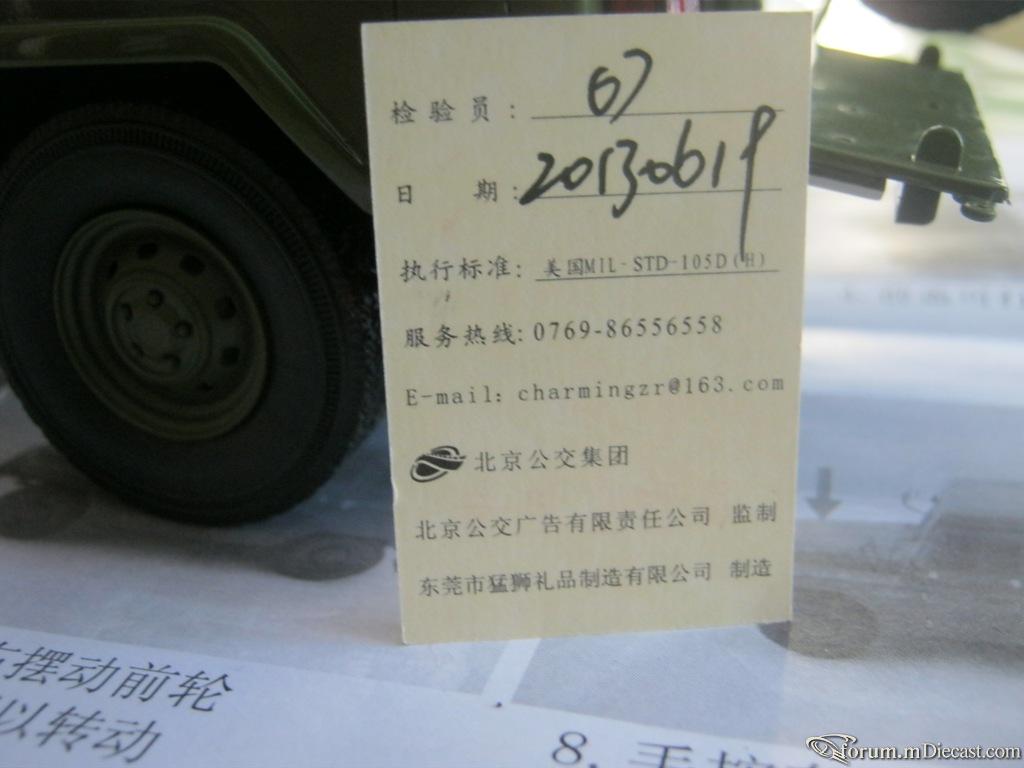 检验员: 07
日 期: 20130619
执行标准: 美国MIL-STD-105D(H)
服务热线: 0769-86556558
E-mail: charmingzr@163.com
北京公交集团
北京公交广告有限责任公司 监制
东莞市猛狮礼品制造有限公司 制造
摆动前轮
以转动
8.手
forum.mDiecast.com